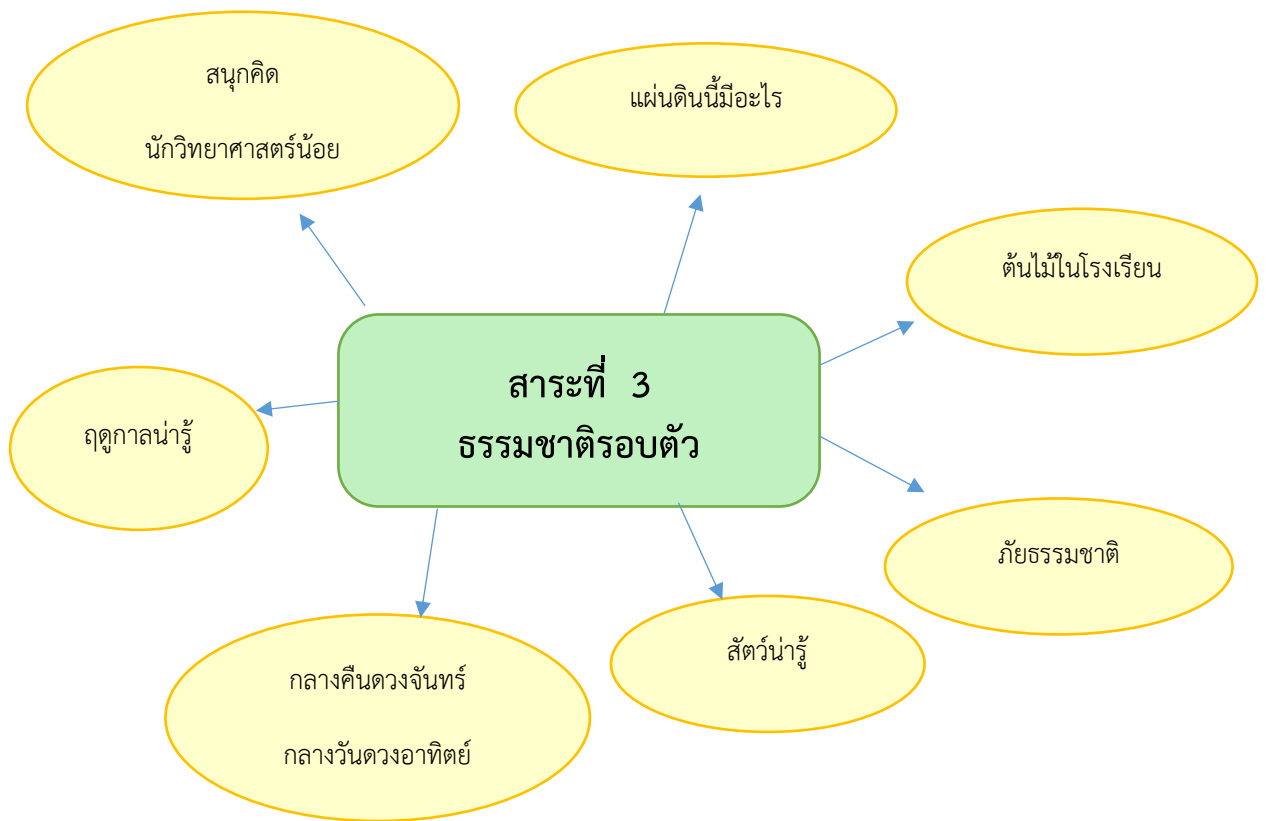 สนุกคิด
นักวิทยาศาสตร์น้อย
แผ่นดินนี้มีอะไร
ต้นไม้ในโรงเรียน
สาระที่ 3
ธรรมชาติรอบตัว
ฤดูกาลน่ารู้
ภัยธรรมชาติ
สัตว์น่ารู้
กลางคืนดวงจันทร์
กลางวันดวงอาทิตย์